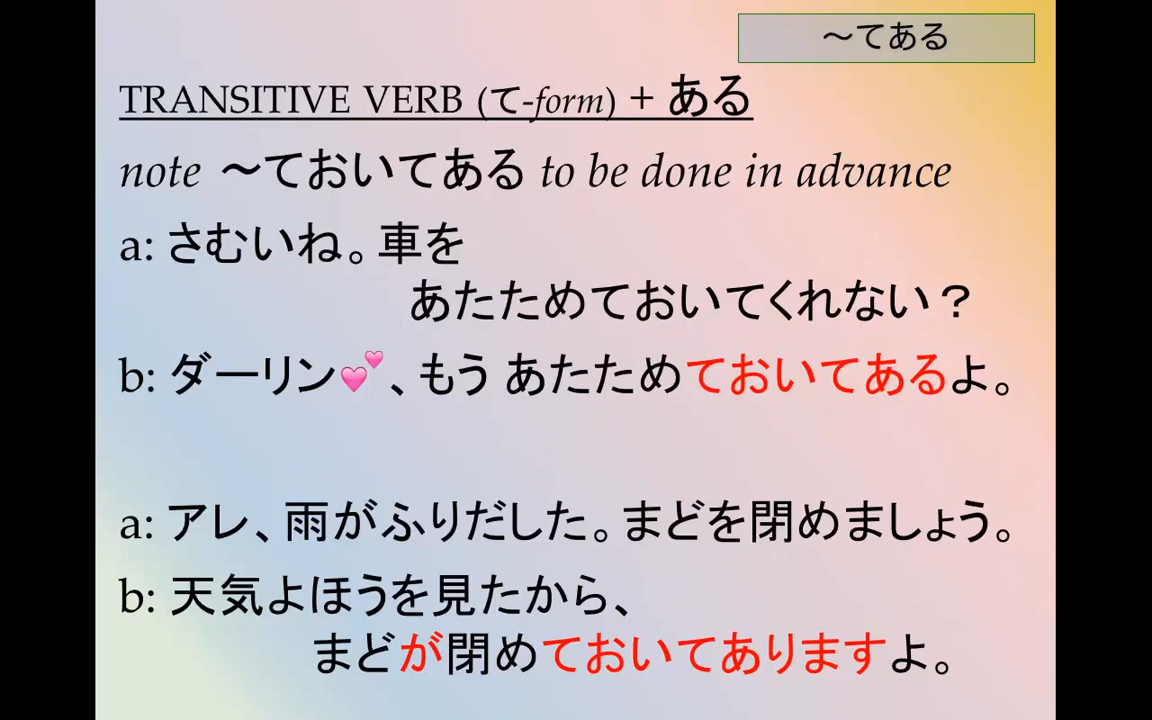 〜てある
TRANSITIVE VERB (て-form) + ある
note 〜ておいてある to be done in advance
a: さむいね。車を
あたためておいてくれない？
b: ダーリン💕、もう あたためておいてあるよ。
a: アレ、雨がふりだした。まどを閉めましょう。
b: 天気よほうを見たから、
まどが閉めておいてありますよ。